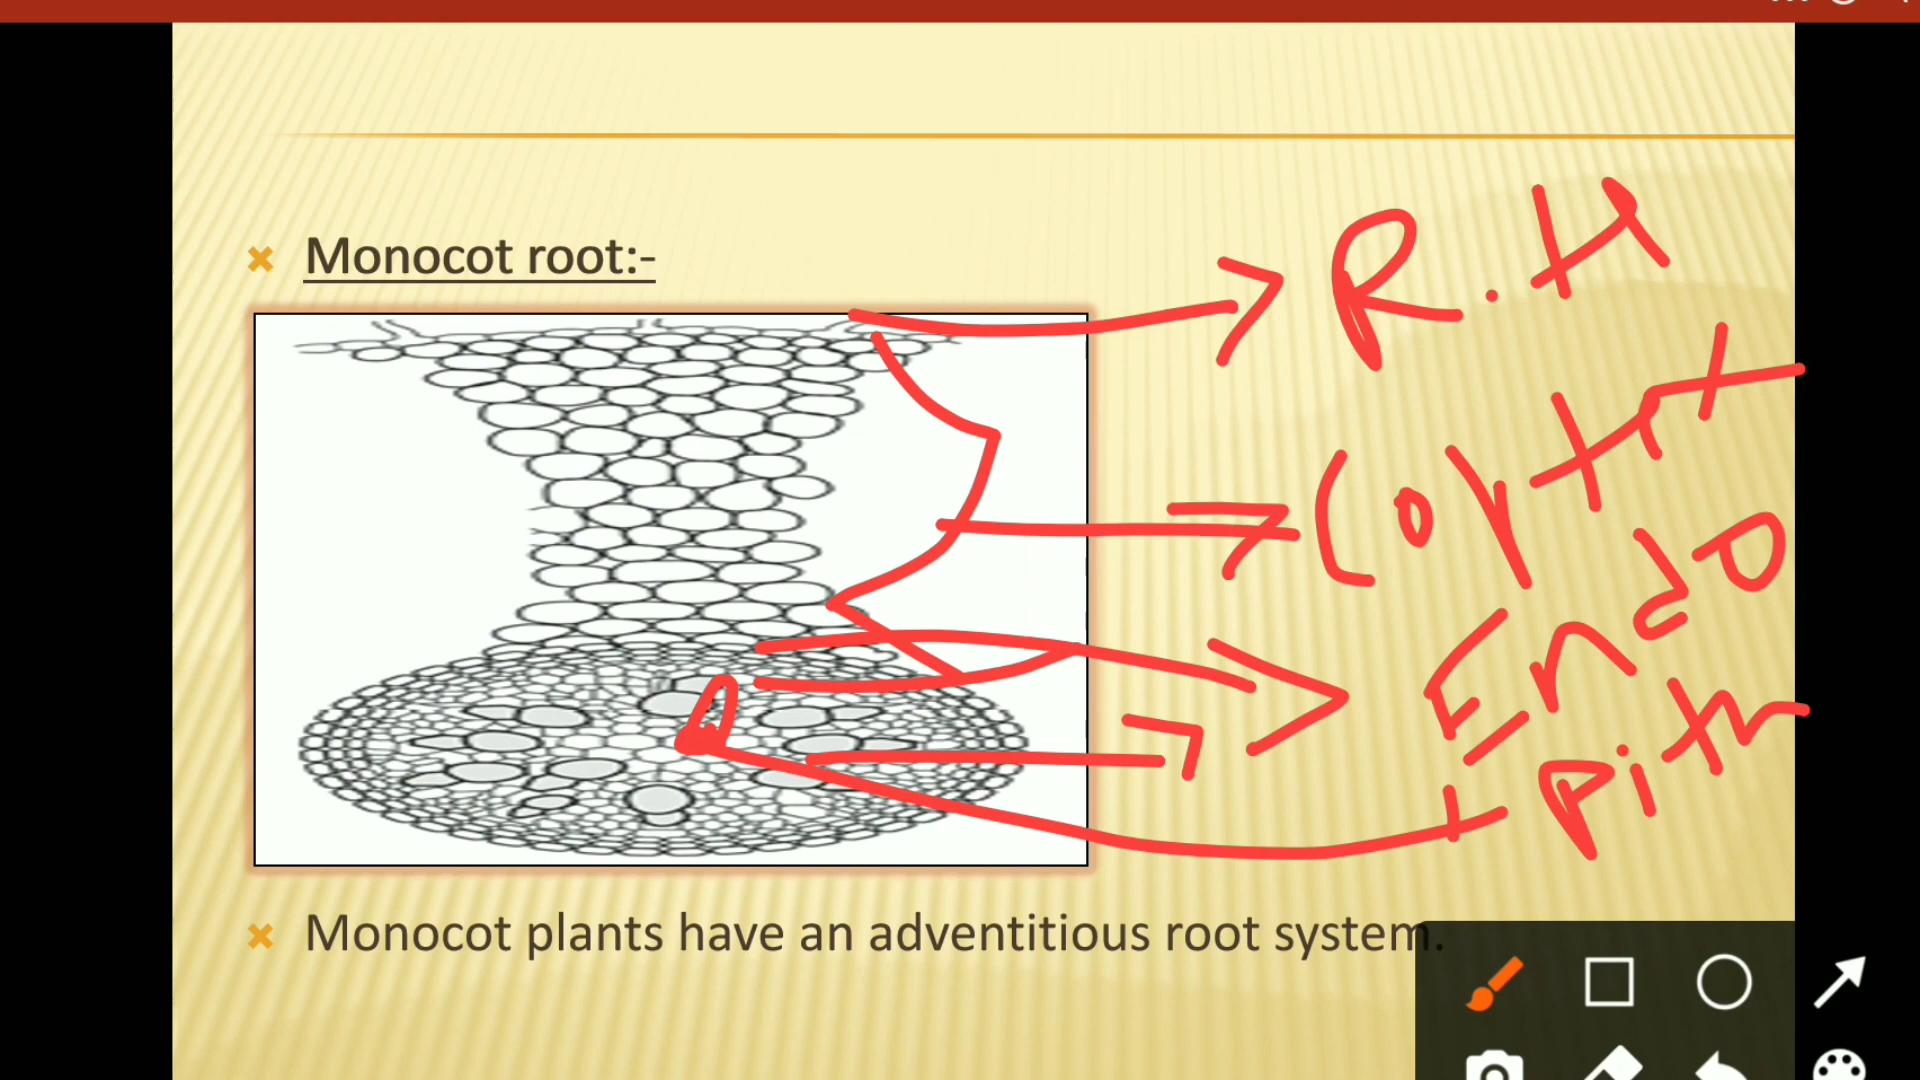 Monocot root:-
R.H
Cortex
Endo
Pith
Monocot plants have an adventitious root system.